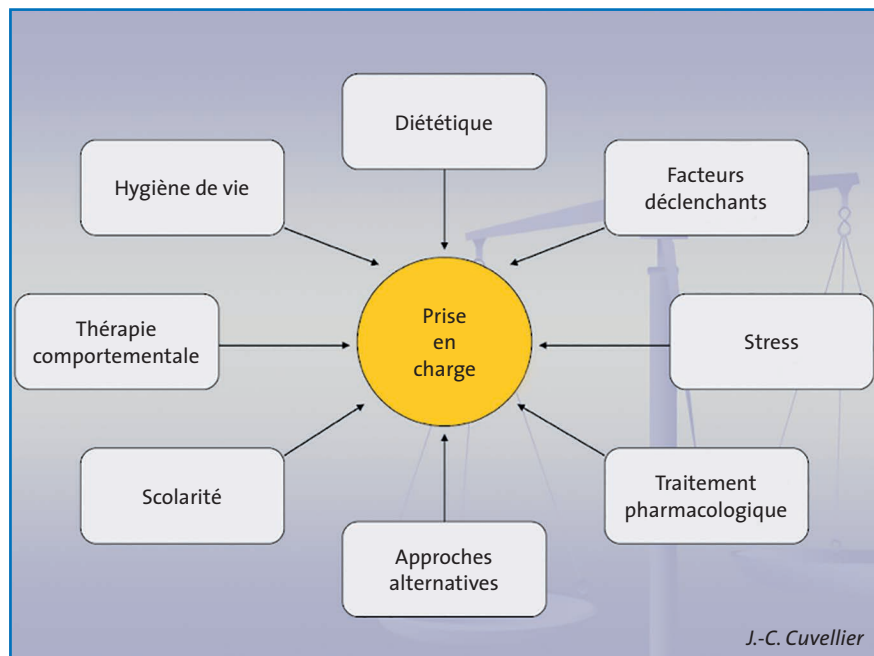 Diététique
Hygiène de vie
Facteurs
déclenchants
Thérapie
comportementale
Prise
en
charge
Stress
Scolarité
Traitement
pharmacologique
Approches
alternatives
J.-C. Cuvellier